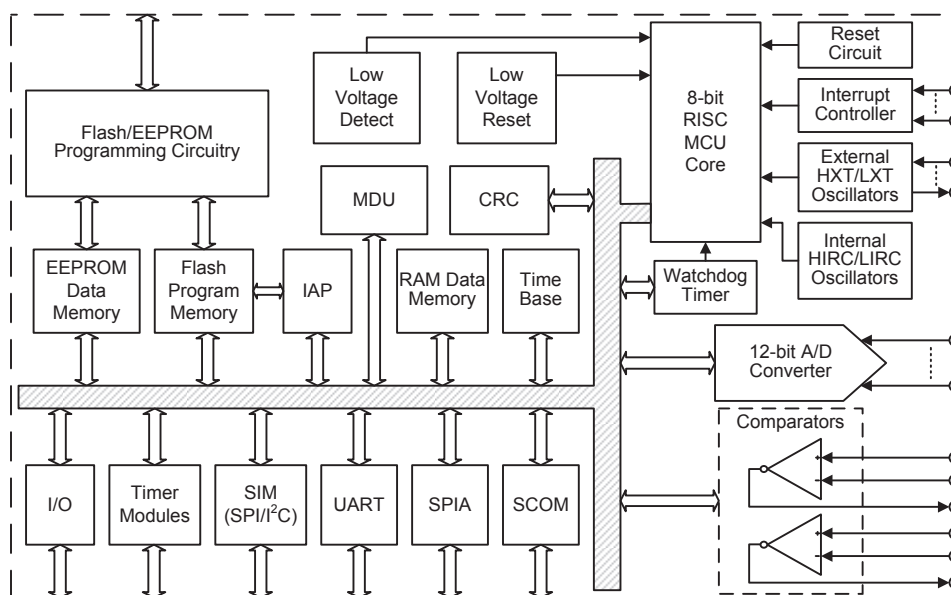 Flash/EEPROM
Programming Circuitry
Low
Voltage
Detect
Low
Voltage
Reset
8-bit
RISC
MCU
Core
Reset
Circuit
Interrupt
Controller
External
HXT/LXT
Oscillators
Internal
HIRC/LIRC
Oscillators
MDU
CRC
EEPROM
Data
Memory
Flash
Program
Memory
IAP
RAM Data
Memory
Time
Base
Watchdog
Timer
12-bit A/D
Converter
Comparators
+
-
+
-
I/O
Timer
Modules
SIM
(SPI/I²C)
UART
SPIA
SCOM